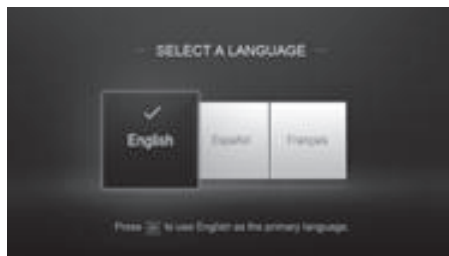 SELECT A LANGUAGE
English
Español
Français
Press to use English as the primary language.